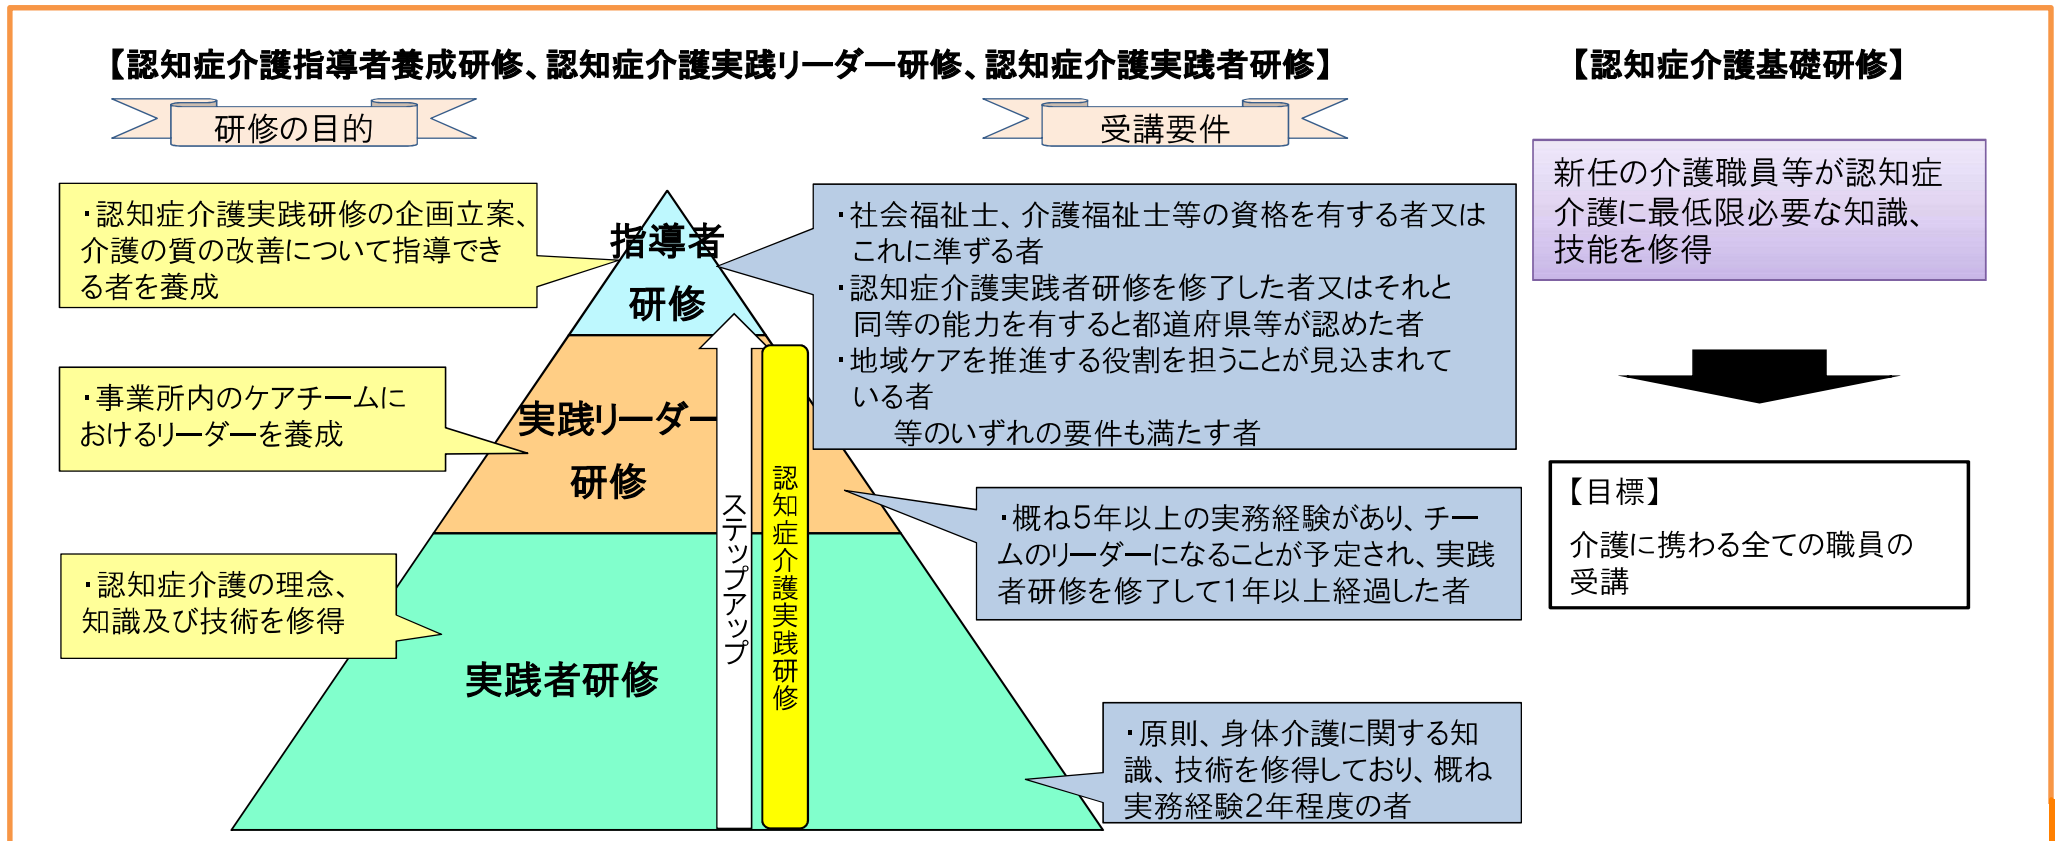 【認知症介護指導者養成研修、認知症介護実践リーダー研修、認知症介護実践者研修】
【認知症介護基礎研修】
研修の目的
受講要件
・認知症介護実践研修の企画立案、
介護の質の改善について指導でき
る者を養成
指導者
研修
・社会福祉士、介護福祉士等の資格を有する者又は
これに準ずる者
・認知症介護実践者研修を修了した者又はそれと
同等の能力を有すると都道府県等が認めた者
・地域ケアを推進する役割を担うことが見込まれて
いる者
等のいずれの要件も満たす者
新任の介護職員等が認知症
介護に最低限必要な知識、
技能を修得
・事業所内のケアチームに
おけるリーダーを養成
実践リーダー
研修
・概ね5年以上の実務経験があり、チー
ムのリーダーになることが予定され、実践
者研修を修了して1年以上経過した者
【目標】
介護に携わる全ての職員の
受講
・認知症介護の理念、
知識及び技術を修得
実践者研修
ステップアップ
認知症介護実践研修
・原則、身体介護に関する知
識、技術を修得しており、概ね
実務経験2年程度の者